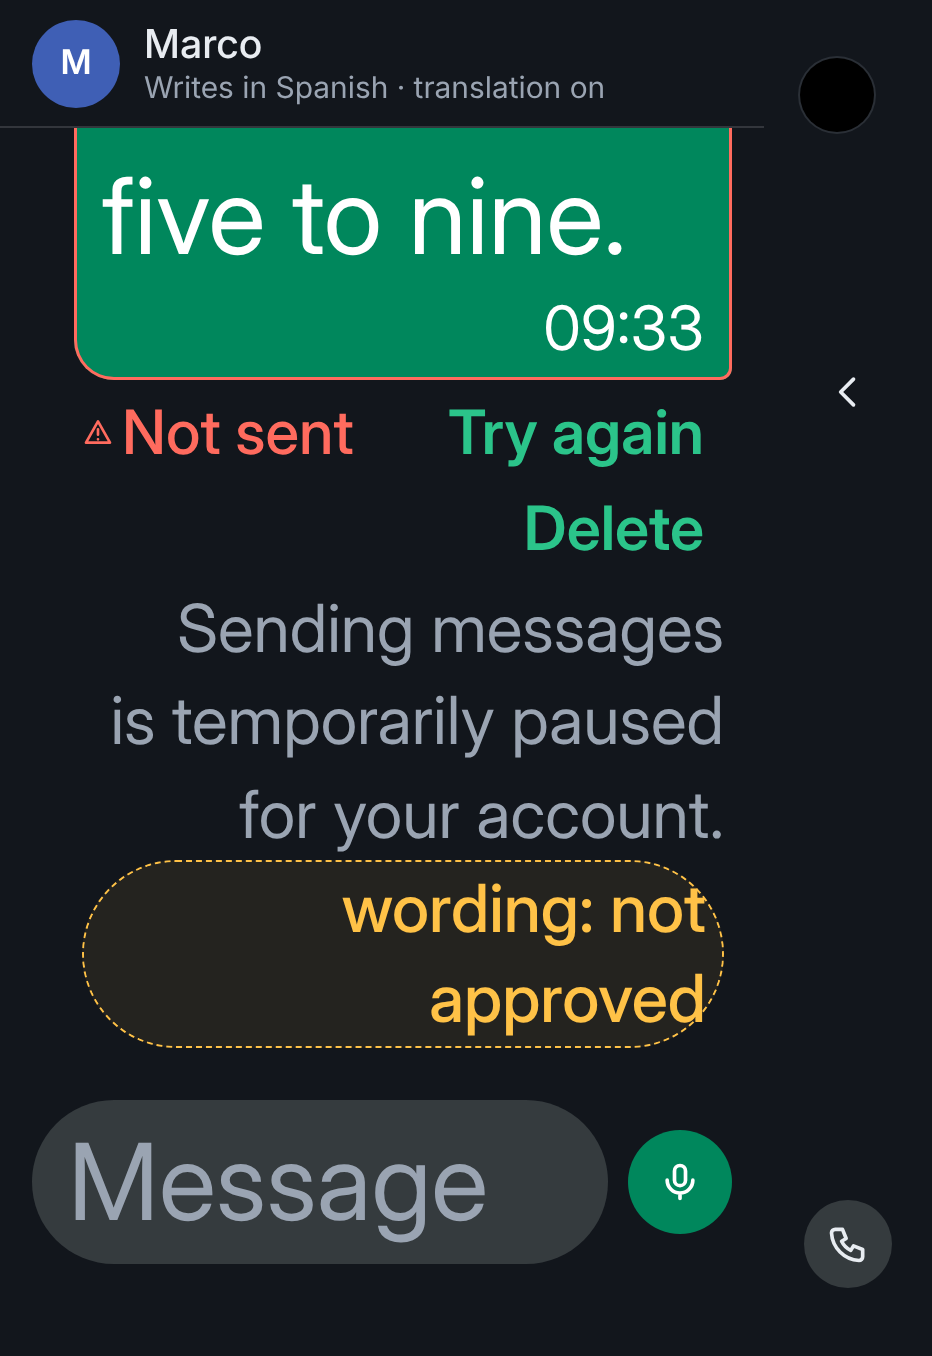 M
Marco
Writes in Spanish · translation on
five to nine.
09:33
Not sent
Try again
Delete
Sending messages
is temporarily paused
for your account.
wording: not
approved
Message